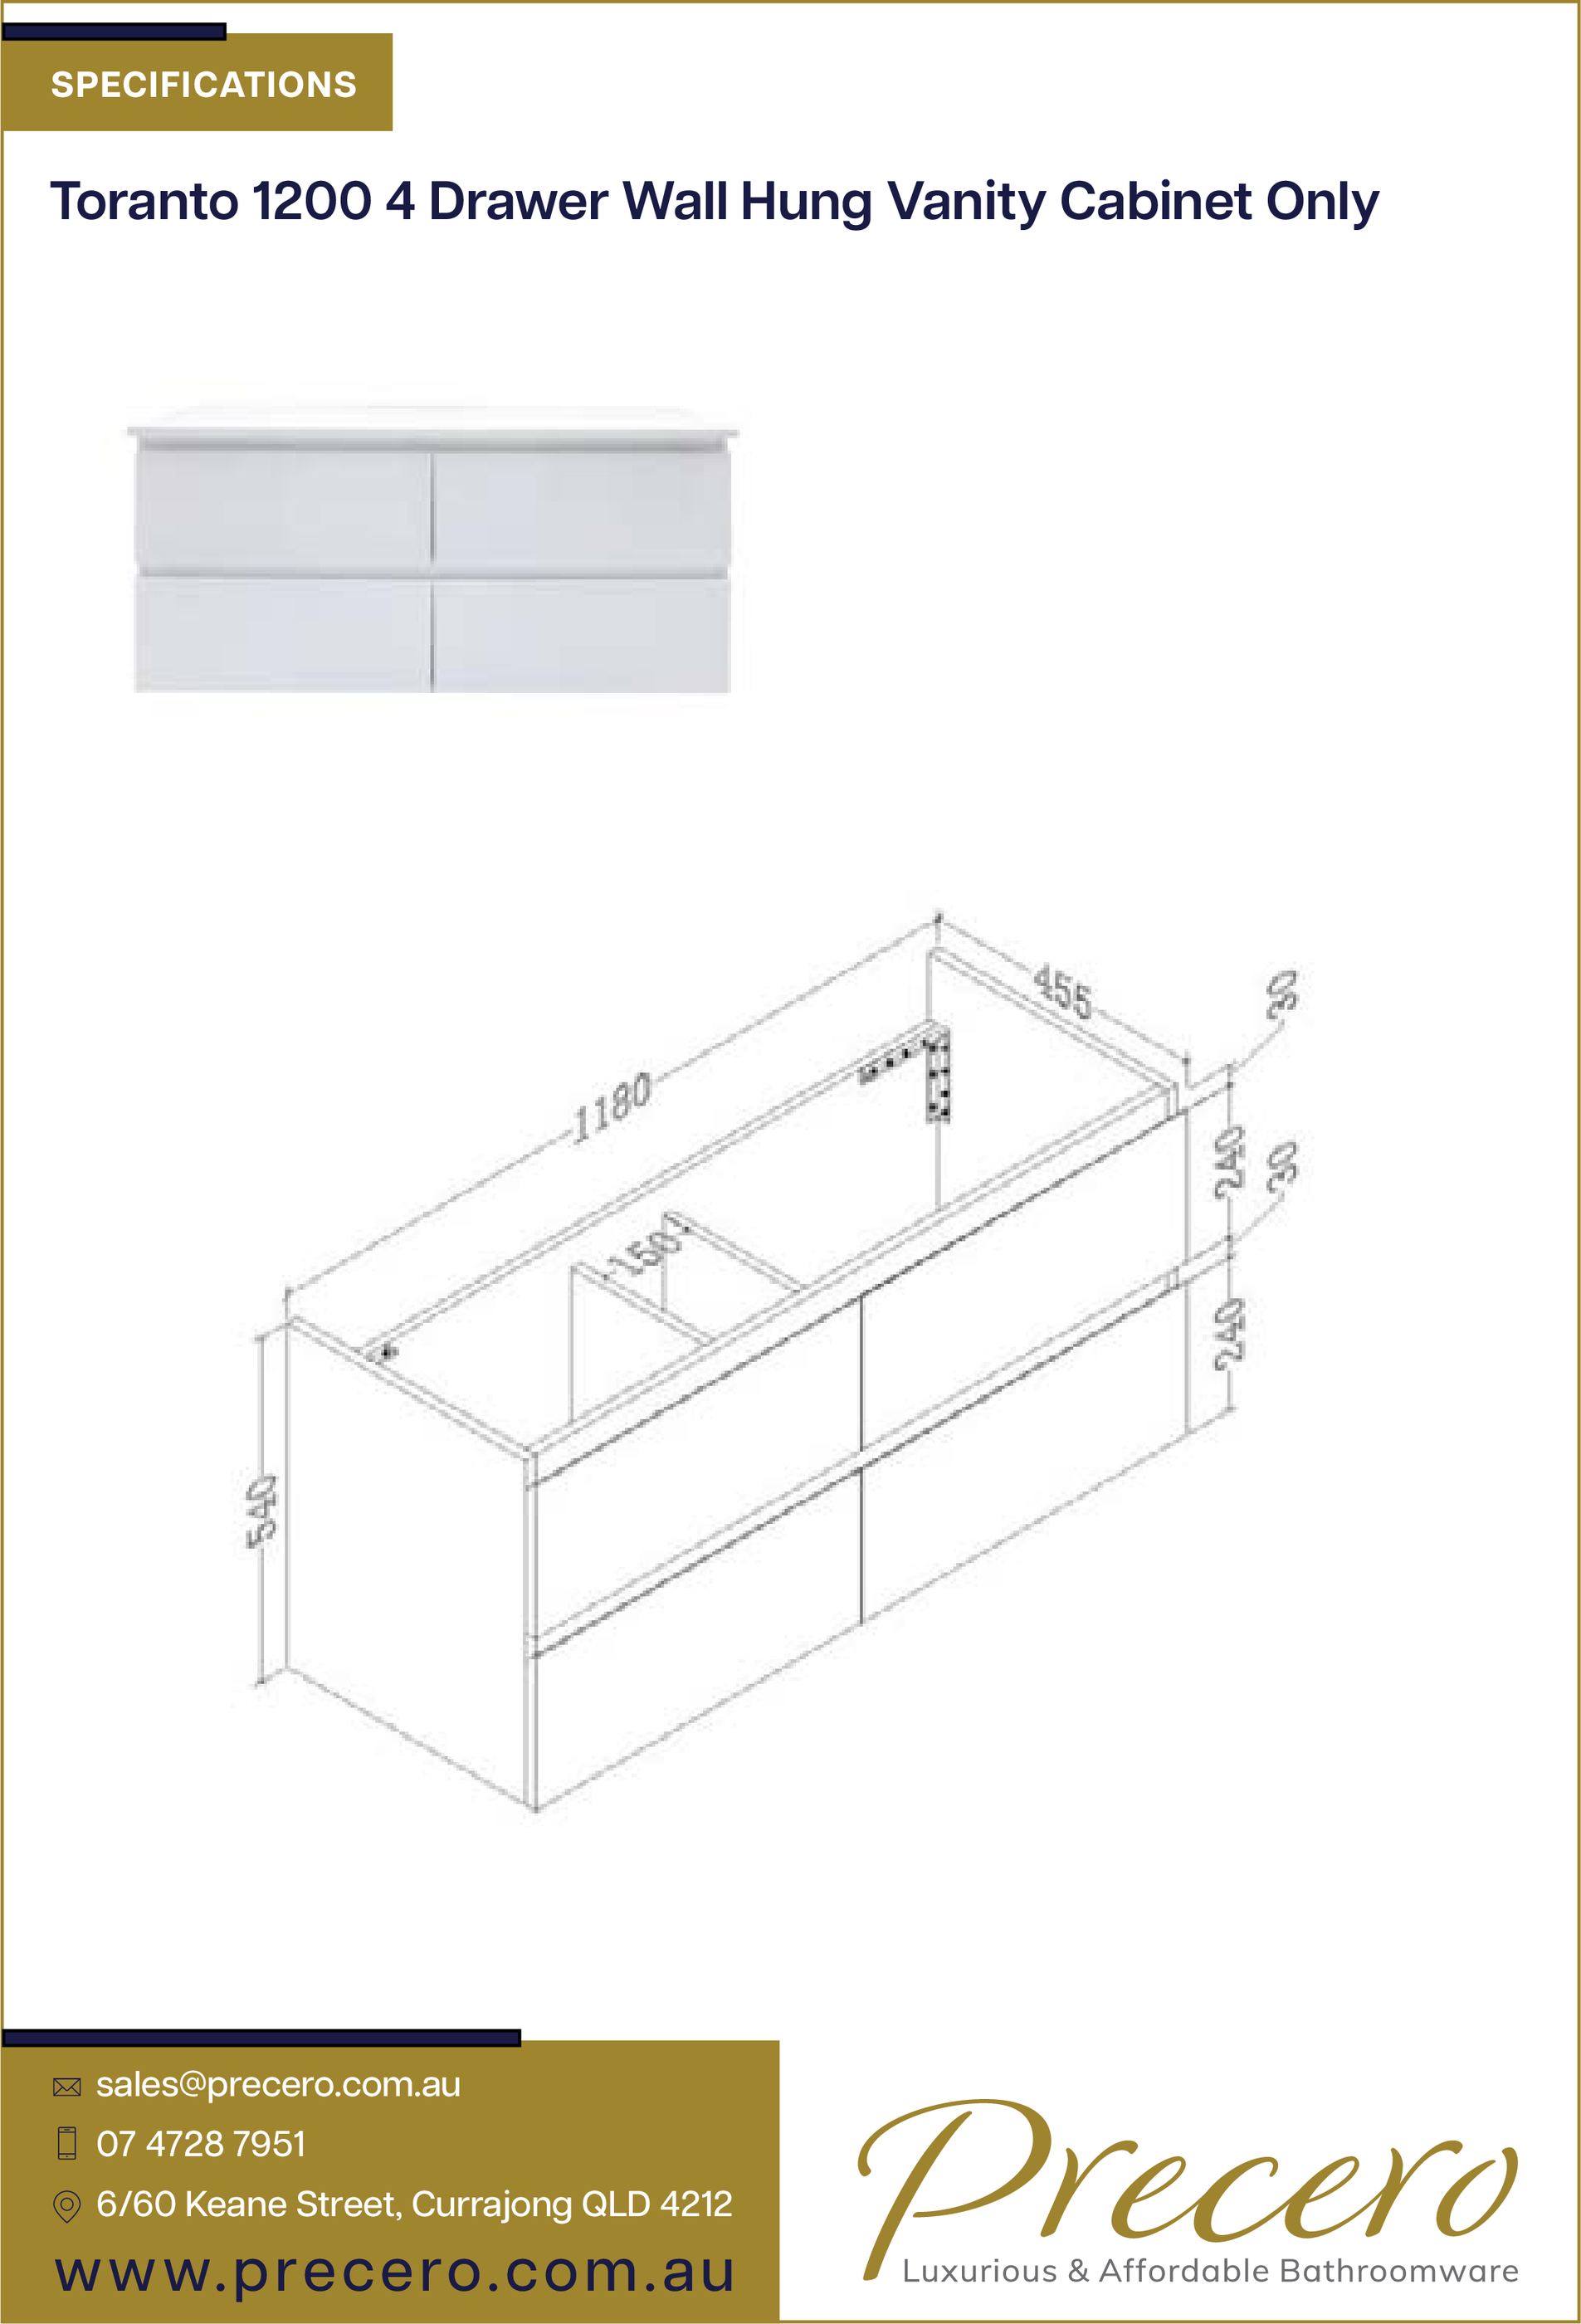 SPECIFICATIONS
Toranto 1200 4 Drawer Wall Hung Vanity Cabinet Only
455
30
1180
240
30
150
240
540
sales@precero.com.au
07 4728 7951
6/60 Keane Street, Currajong QLD 4212
www.precero.com.au
Precero
Luxurious & Affordable Bathroomware